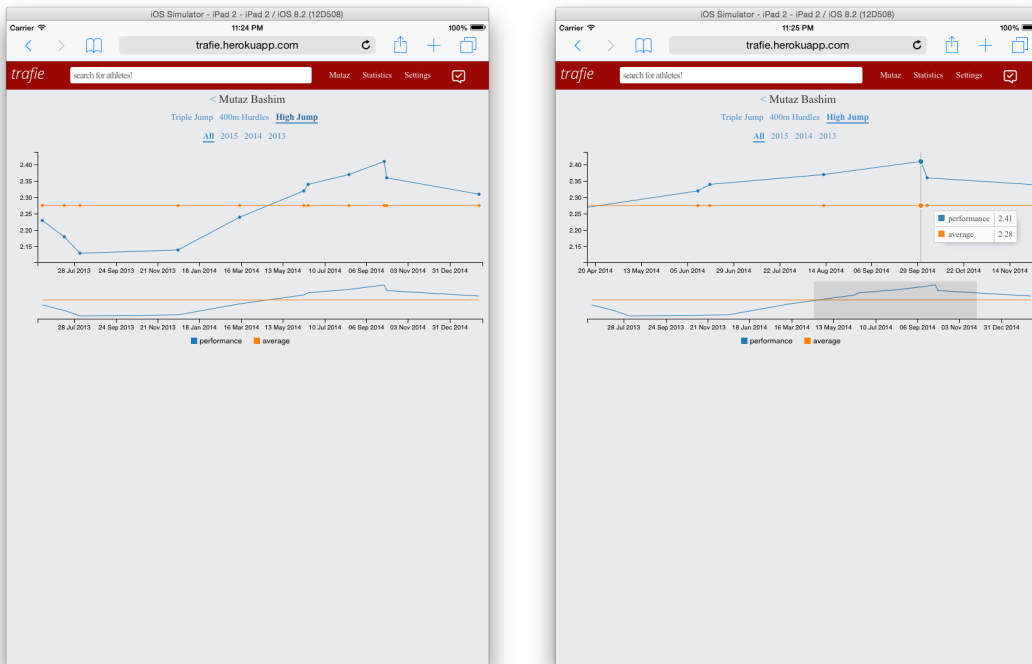 iOS Simulator - iPad 2 - iPad 2 / iOS 8.2 (12D508)
Carrier 11:24 PM 100%
trafie.herokuapp.com
trafie search for athletes! Mutaz Statistics Settings
< Mutaz Bashim
Triple Jump 400m Hurdles High Jump
All 2015 2014 2013
2.40
2.35
2.30
2.25
2.20
2.15
28 Jul 2013 24 Sep 2013 21 Nov 2013 18 Jan 2014 16 Mar 2014 13 May 2014 10 Jul 2014 06 Sep 2014 03 Nov 2014 31 Dec 2014
28 Jul 2013 24 Sep 2013 21 Nov 2013 18 Jan 2014 16 Mar 2014 13 May 2014 10 Jul 2014 06 Sep 2014 03 Nov 2014 31 Dec 2014
performance average
iOS Simulator - iPad 2 - iPad 2 / iOS 8.2 (12D508)
Carrier 11:25 PM 100%
trafie.herokuapp.com
trafie search for athletes! Mutaz Statistics Settings
< Mutaz Bashim
Triple Jump 400m Hurdles High Jump
All 2015 2014 2013
2.40
2.35
2.30
2.25
2.20
2.15
performance 2.41
average 2.28
20 Apr 2014 13 May 2014 05 Jun 2014 29 Jun 2014 22 Jul 2014 14 Aug 2014 06 Sep 2014 29 Sep 2014 22 Oct 2014 14 Nov 2014
28 Jul 2013 24 Sep 2013 21 Nov 2013 18 Jan 2014 16 Mar 2014 13 May 2014 10 Jul 2014 06 Sep 2014 03 Nov 2014 31 Dec 2014
performance average